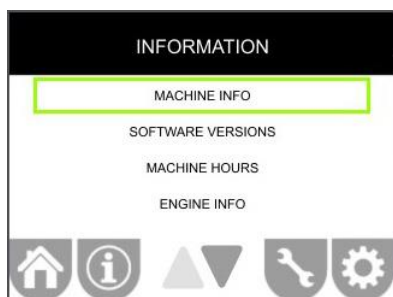 INFORMATION
MACHINE INFO
SOFTWARE VERSIONS
MACHINE HOURS
ENGINE INFO